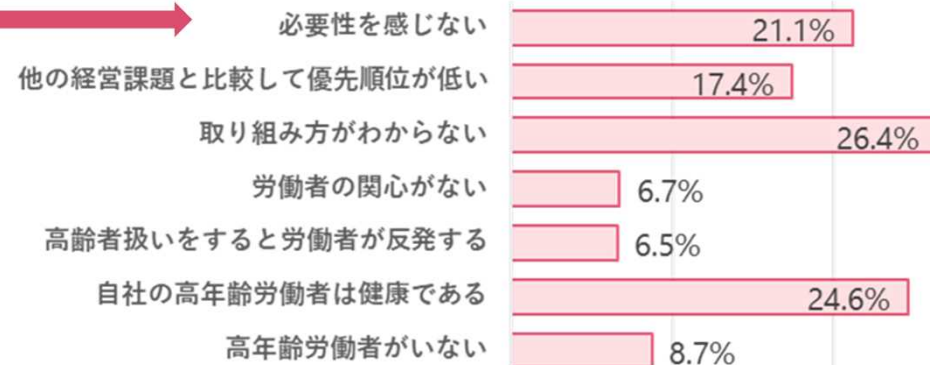 必要性を感じない 21.1%
他の経営課題と比較して優先順位が低い 17.4%
取り組み方がわからない 26.4%
労働者の関心がない 6.7%
高齢者扱いをすると労働者が反発する 6.5%
自社の高年齢労働者は健康である 24.6%
高年齢労働者がいない 8.7%